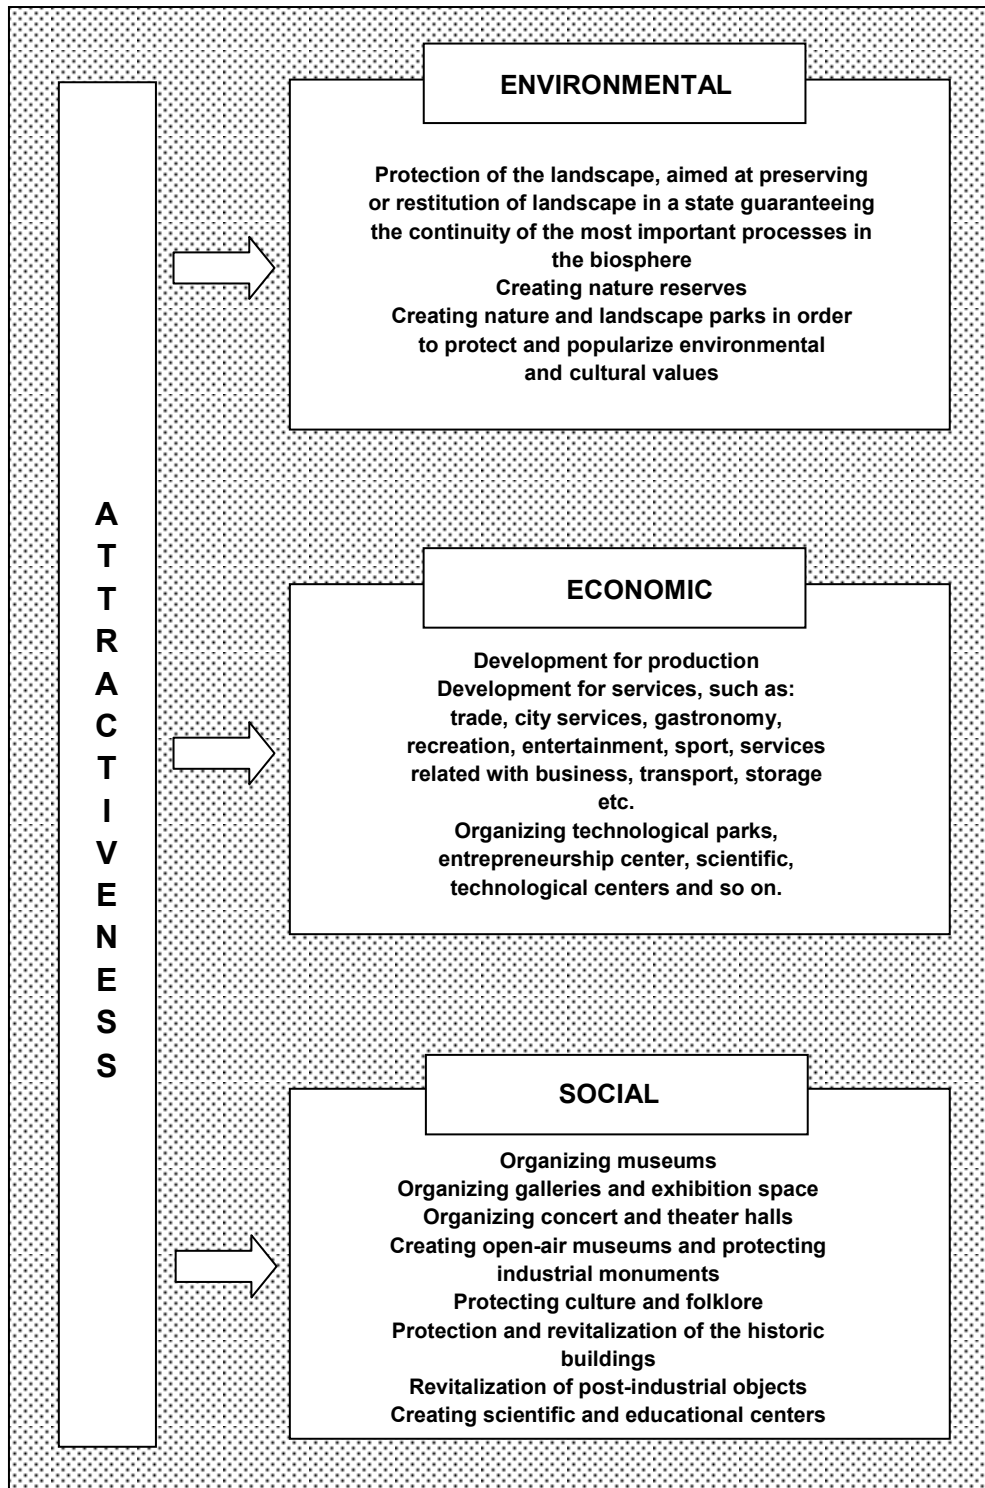 A
T
T
R
A
C
T
I
V
E
N
E
S
S
ENVIRONMENTAL
Protection of the landscape, aimed at preserving
or restitution of landscape in a state guaranteeing
the continuity of the most important processes in
the biosphere
Creating nature reserves
Creating nature and landscape parks in order
to protect and popularize environmental
and cultural values
ECONOMIC
Development for production
Development for services, such as:
trade, city services, gastronomy,
recreation, entertainment, sport, services
related with business, transport, storage
etc.
Organizing technological parks,
entrepreneurship center, scientific,
technological centers and so on.
SOCIAL
Organizing museums
Organizing galleries and exhibition space
Organizing concert and theater halls
Creating open-air museums and protecting
industrial monuments
Protecting culture and folklore
Protection and revitalization of the historic
buildings
Revitalization of post-industrial objects
Creating scientific and educational centers